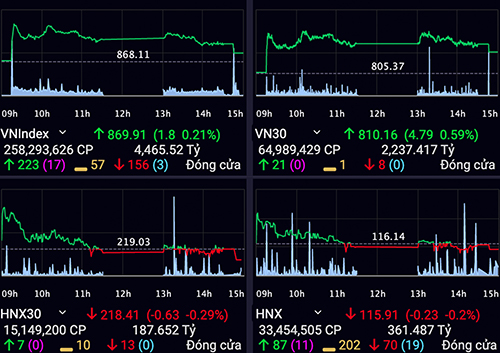 868.11
09h 10h 11h 12h 13h 14h 15h
VNIndex 869.91 (1.8 0.21%)
258,293,626 CP 4,465.52 Tỷ
223 (17) 57 156 (3) Đóng cửa
805.37
09h 10h 11h 12h 13h 14h 15h
VN30 810.16 (4.79 0.59%)
64,989,429 CP 2,237.417 Tỷ
21 (0) 1 8 (0) Đóng cửa
219.03
09h 10h 11h 12h 13h 14h 15h
HNX30 218.41 (-0.63 -0.29%)
15,149,200 CP 187.652 Tỷ
7 (0) 10 13 (0) Đóng cửa
116.14
09h 10h 11h 12h 13h 14h 15h
HNX 115.91 (-0.23 -0.2%)
33,454,505 CP 361.487 Tỷ
87 (11) 202 70 (19) Đóng cửa